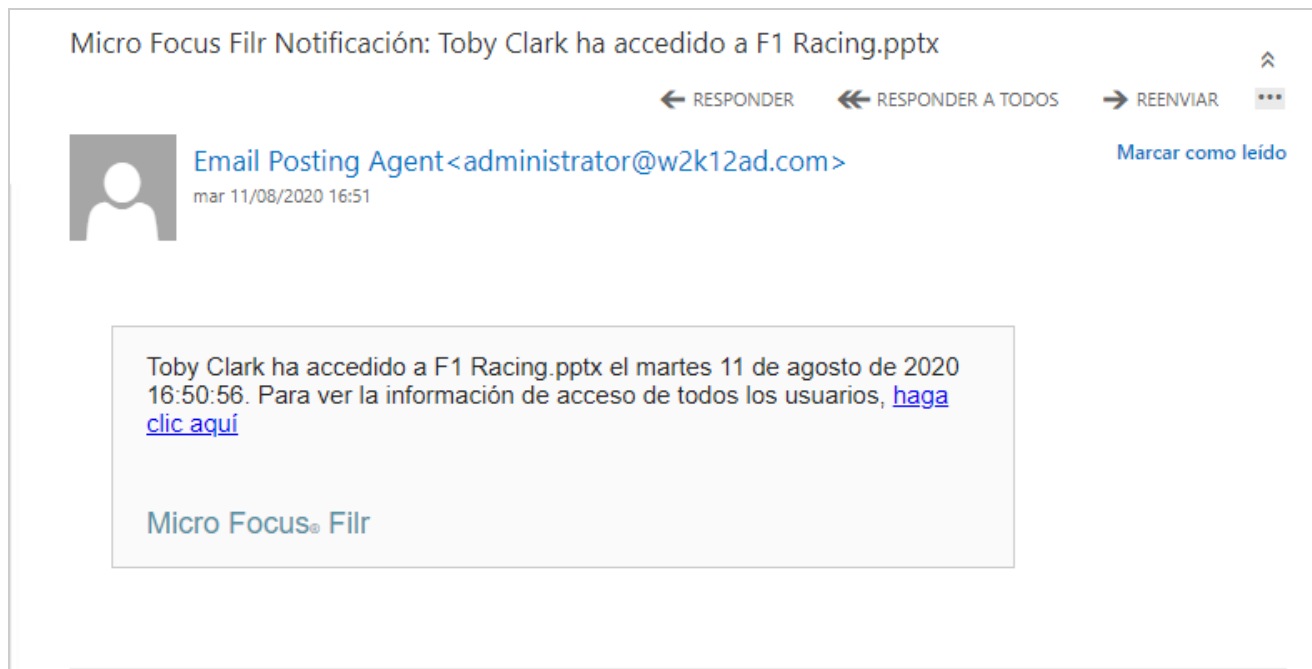 Micro Focus Filr Notificación: Toby Clark ha accedido a F1 Racing.pptx
RESPONDER RESPONDER A TODOS REENVIAR
Email Posting Agent<administrator@w2k12ad.com>
Marcar como leído
mar 11/08/2020 16:51
Toby Clark ha accedido a F1 Racing.pptx el martes 11 de agosto de 2020
16:50:56. Para ver la información de acceso de todos los usuarios, haga
clic aquí
Micro Focus® Filr